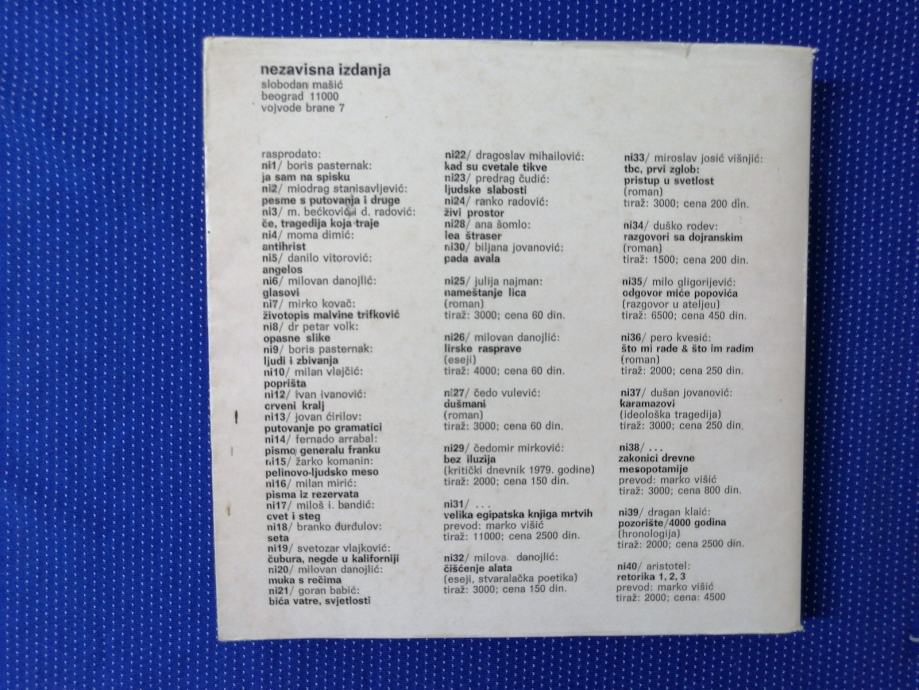 nezavisna izdanja
slobodan mašić
beograd 11000
vojvode brane 7
rasprodato:
ni1/ boris pasternak:
ja sam na spisku
ni2/ miodrag stanisavljević:
pesme s putovanja i druge
ni3/ m. bećković i d. radović:
če, tragedija koja traje
ni4/ moma dimić:
antihrist
ni5/ danilo vitorović:
angelos
ni6/ milovan danojlić:
glasovi
ni7/ mirko kovač:
životopis malvine trifković
ni8/ dr petar volk:
opasne slike
ni9/ boris pasternak:
ljudi i zbivanja
ni10/ milan vlajčić:
poprišta
ni12/ ivan ivanović:
crveni kralj
ni13/ jovan ćirilov:
putovanje po gramatici
ni14/ fernado arrabal:
pismo generalu franku
ni15/ žarko komanin:
pelinovo-ljudsko meso
ni16/ milan mirić:
pisma iz rezervata
ni17/ miloš i. bandić:
cvet i steg
ni18/ branko đurđulov:
seta
ni19/ svetozar vlajković:
čubura, negde u kaliforniji
ni20/ milovan danojlić:
muka s rečima
ni21/ goran babić:
bića vatre, svjetlosti
ni22/ dragoslav mihailović:
kad su cvetale tikve
ni23/ predrag čudić:
ljudske slabosti
ni24/ ranko radović:
živi prostor
ni28/ ana šomlo:
lea štraser
ni30/ biljana jovanović:
pada avala
ni25/ julija najman:
nameštanje lica
(roman)
tiraž: 3000; cena 60 din.
ni26/ milovan danojlić:
lirske rasprave
(eseji)
tiraž: 4000; cena 60 din.
ni27/ čedo vulević:
dušmani
(roman)
tiraž: 3000; cena 60 din.
ni29/ čedomir mirković:
bez iluzija
(kritički dnevnik 1979. godine)
tiraž: 2000; cena 150 din.
ni31/ ...
velika egipatska knjiga mrtvih
prevod: marko višić
tiraž: 11000; cena 2500 din.
ni32/ milova danojlić:
čišćenje alata
(eseji, stvaralačka poetika)
tiraž: 3000; cena 150 din.
ni33/ miroslav josić višnjić:
tbc, prvi zglob:
pristup u svetlost
(roman)
tiraž: 3000; cena 200 din.
ni34/ duško rodev:
razgovori sa dojranskim
(roman)
tiraž: 1500; cena 200 din.
ni35/ milo gligorijević:
odgovor miće popovića
(razgovor u ateljeu)
tiraž: 6500; cena 450 din.
ni36/ pero kvesić:
što mi rade & što im radim
(roman)
tiraž: 2000; cena 250 din.
ni37/ dušan jovanović:
karamazovi
(ideološka tragedija)
tiraž: 3000; cena 250 din.
ni38/ ...
zakonici drevne
mesopotamije
prevod: marko višić
tiraž: 3000; cena 800 din.
ni39/ dragan klaić:
pozorište/4000 godina
(hronologija)
tiraž: 2000; cena 2500 din.
ni40/ aristotel:
retorika 1, 2, 3
prevod: marko višić
tiraž: 2000; cena: 4500